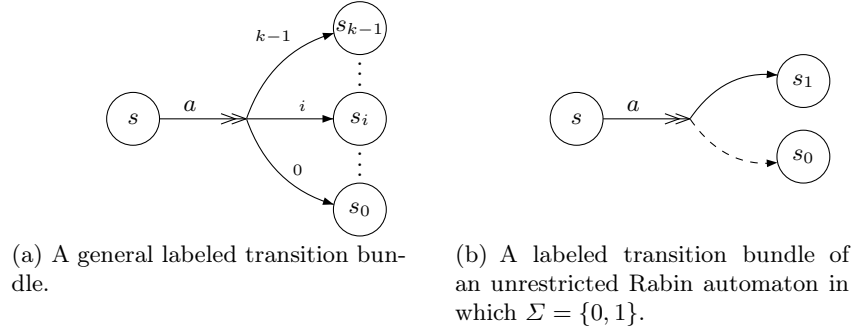 k−1
s_{k−1}
s
a
i
s_i
0
s_0
s
a
s_1
s_0
(a) A general labeled transition bun-
dle.
(b) A labeled transition bundle of
an unrestricted Rabin automaton in
which Σ = {0, 1}.